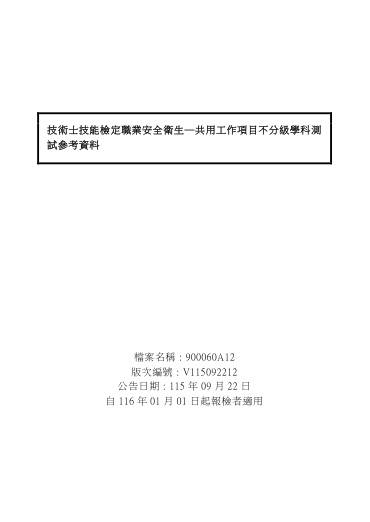 技術士技能檢定職業安全衛生—共用工作項目不分級學科測
試參考資料
檔案名稱：900060A12
版次編號：V115092212
公告日期：115 年 09 月 22 日
自 116 年 01 月 01 日起報檢者適用